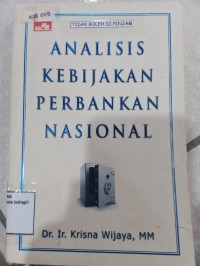 TIDAK BOLEH DI PINJAM
ANALISIS
KEBIJAKAN
PERBANKAN
NASIONAL
Dr. Ir. Krisna Wijaya, MM